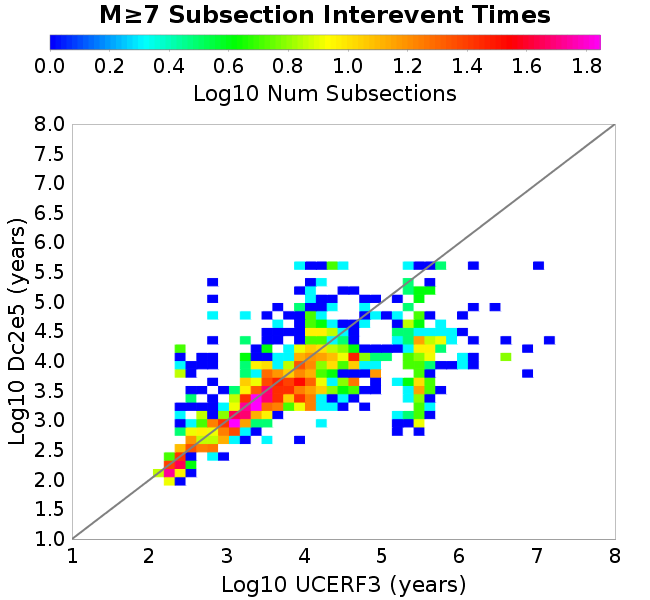 M≥7 Subsection Interevent Times
0.0 0.2 0.4 0.6 0.8 1.0 1.2 1.4 1.6 1.8
Log10 Num Subsections
8.0
7.5
7.0
6.5
6.0
5.5
5.0
4.5
4.0
3.5
3.0
2.5
2.0
1.5
1.0
Log10 Dc2e5 (years)
1 2 3 4 5 6 7 8
Log10 UCERF3 (years)